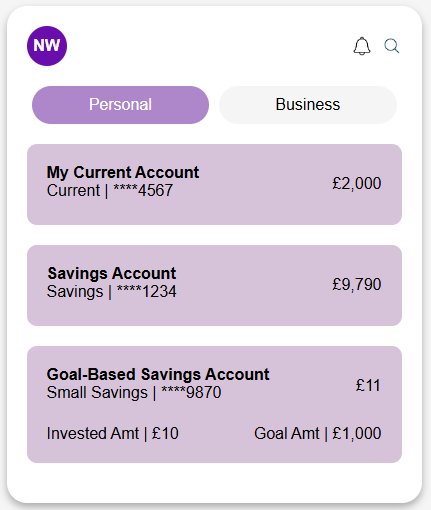 NW
Personal
Business
My Current Account
Current | ****4567
£2,000
Savings Account
Savings | ****1234
£9,790
Goal-Based Savings Account
Small Savings | ****9870
£11
Invested Amt | £10
Goal Amt | £1,000